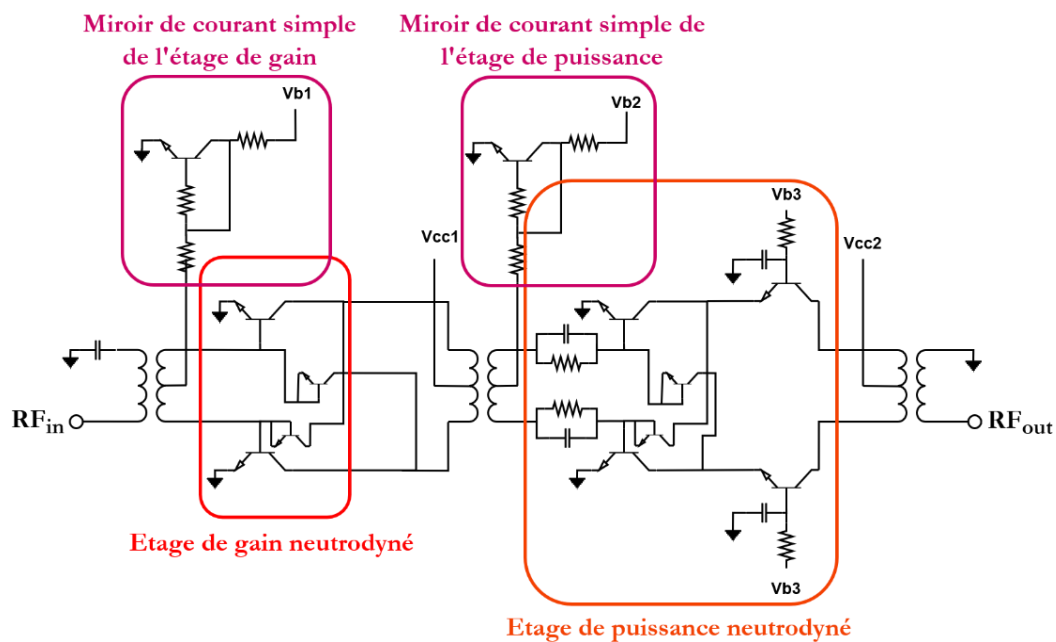 Miroir de courant simple
de l'étage de gain
Miroir de courant simple de
l'étage de puissance
Vb1
Vb2
Vb3
Vcc1
Vcc2
RFin
RFout
Vb3
Etage de gain neutrodyné
Etage de puissance neutrodyné